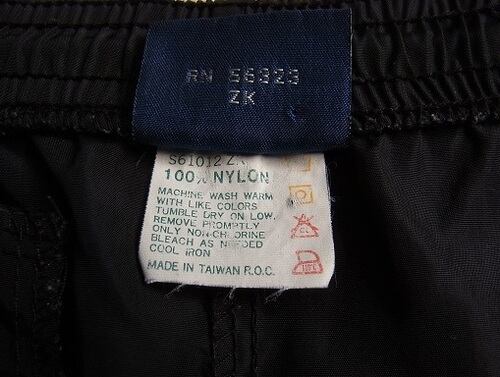 RN 56323
ZK
S61012 Z
100% NYLON
MACHINE WASH WARM
WITH LIKE COLORS
TUMBLE DRY ON LOW.
REMOVE PROMPTLY
ONLY NON-CHLORINE
BLEACH AS NEEDED
COOL IRON
MADE IN TAIWAN R.O.C.